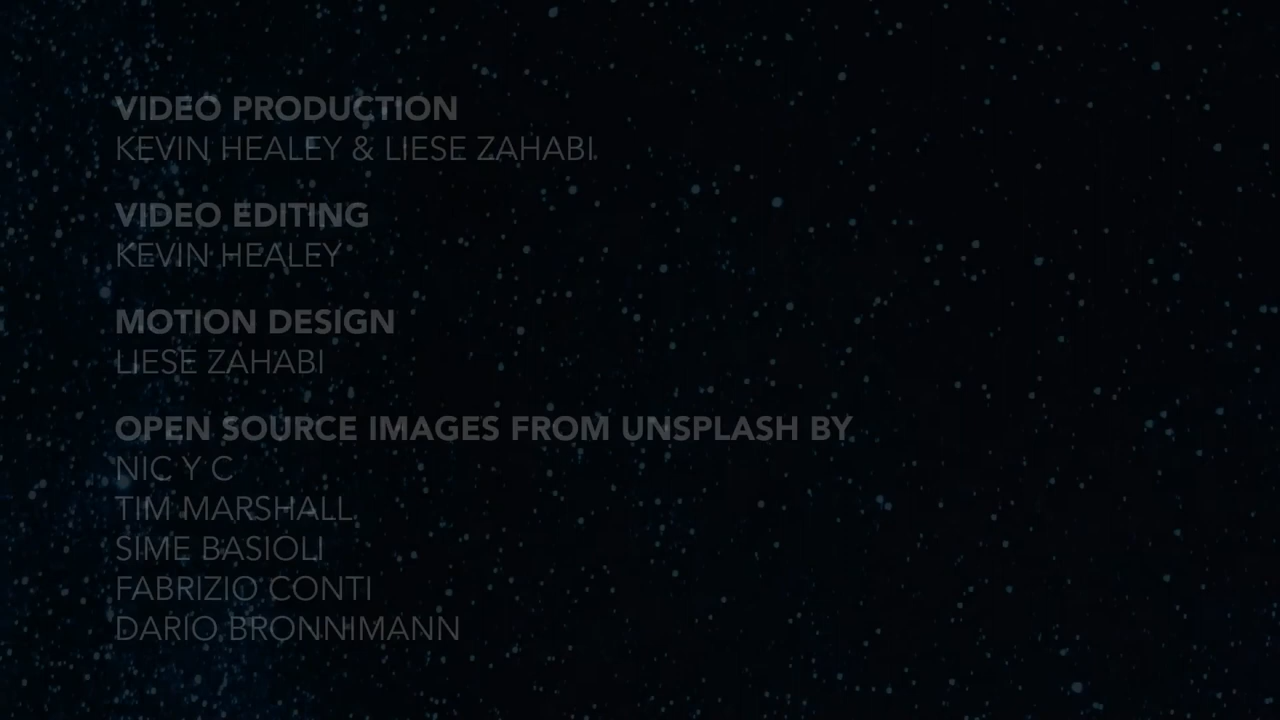 VIDEO PRODUCTION
KEVIN HEALEY & LIESE ZAHABI
VIDEO EDITING
KEVIN HEALEY
MOTION DESIGN
LIESE ZAHABI
OPEN SOURCE IMAGES FROM UNSPLASH BY
NIC Y C
TIM MARSHALL
SIME BASIOLI
FABRIZIO CONTI
DARIO BRONNIMANN